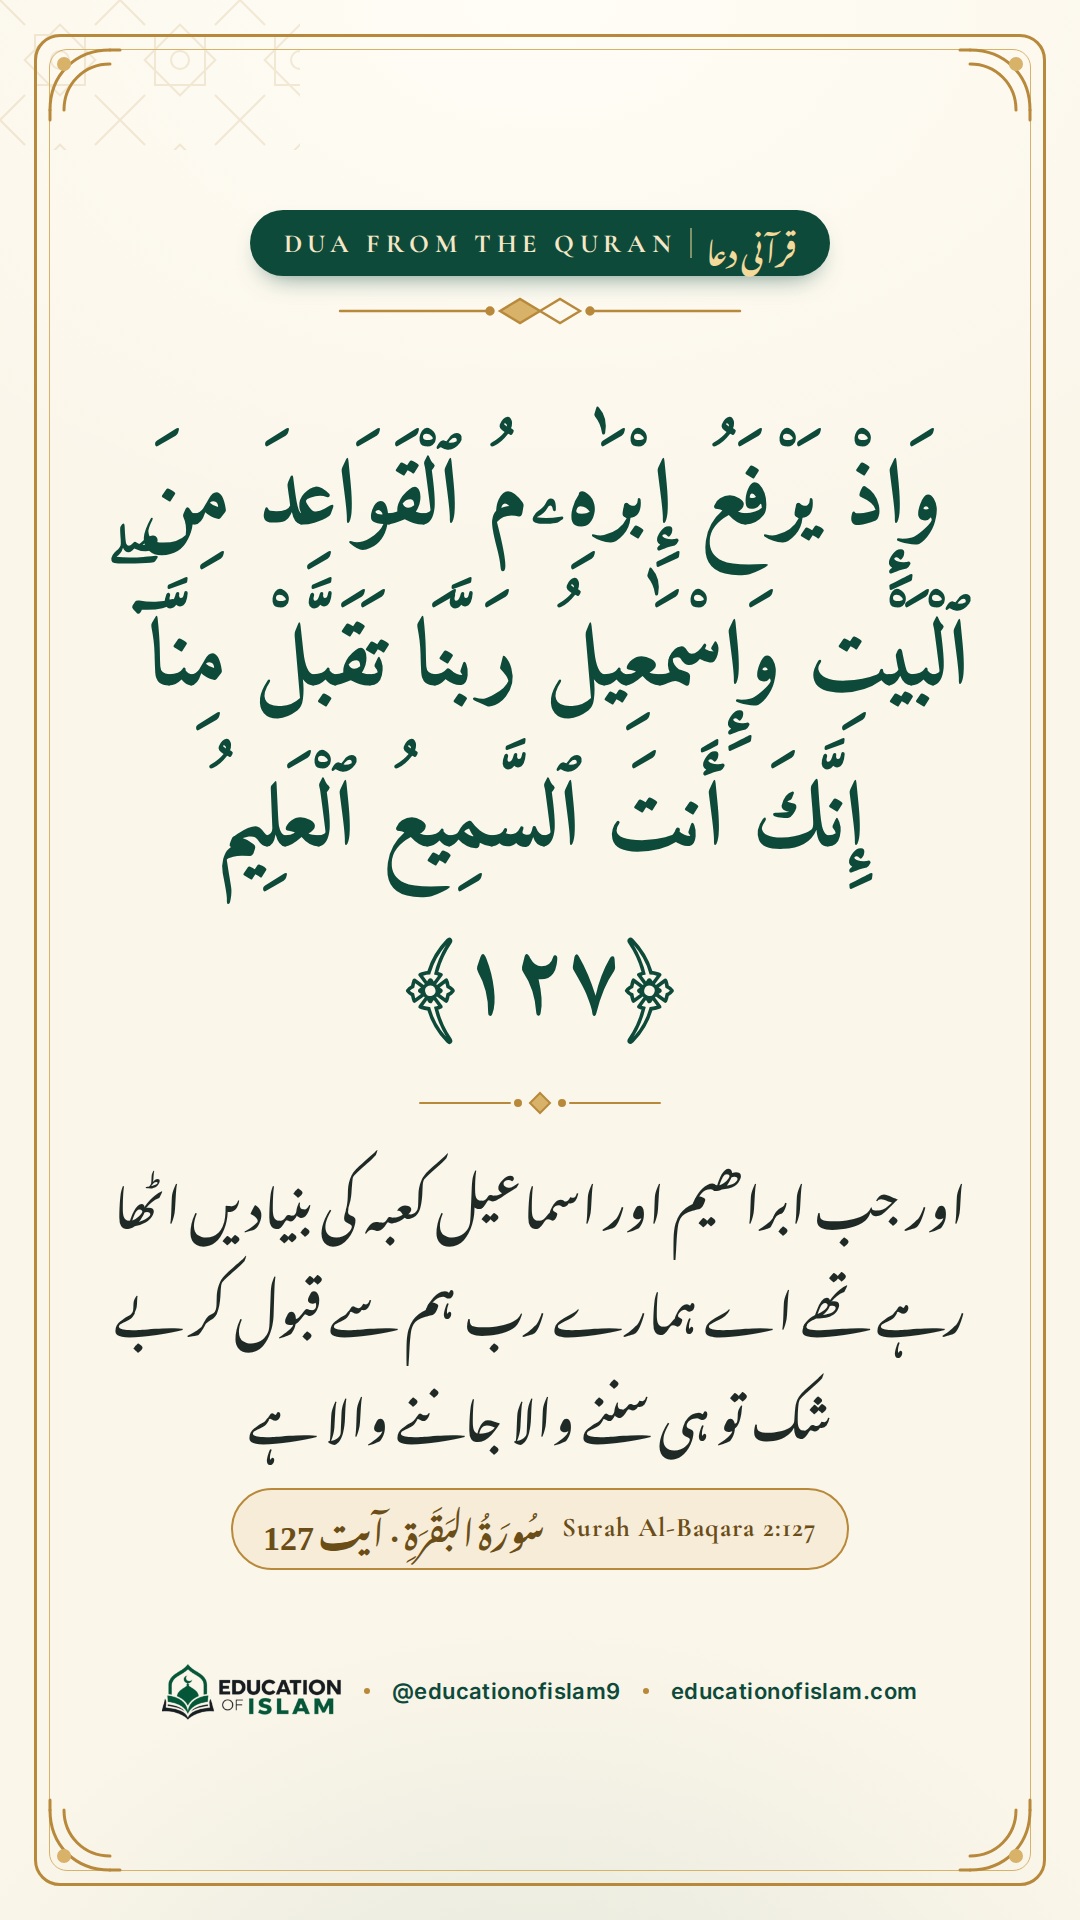 DUA FROM THE QURAN | قرآنی دعا
وَإِذْ يَرْفَعُ إِبْرَٰهِۦمُ ٱلْقَوَاعِدَ مِنَ
ٱلْبَيْتِ وَإِسْمَٰعِيلُ رَبَّنَا تَقَبَّلْ مِنَّآ ۖ
إِنَّكَ أَنتَ ٱلسَّمِيعُ ٱلْعَلِيمُ
﴿١٢٧﴾
اور جب ابراھیم اور اسماعیل کعبہ کی بنیادیں اٹھا
رہے تھے اے ہمارے رب ہم سے قبول کر بے
شک تو ہی سننے والا جاننے والا ہے
سُورَةُ البَقَرَةِ · آیت 127 Surah Al-Baqara 2:127
EDUCATION OF ISLAM • @educationofislam9 • educationofislam.com